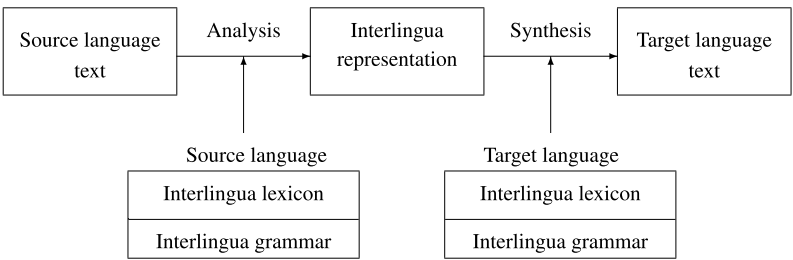 Source language
text
Analysis
Interlingua
representation
Synthesis
Target language
text
Source language
Interlingua lexicon
Interlingua grammar
Target language
Interlingua lexicon
Interlingua grammar